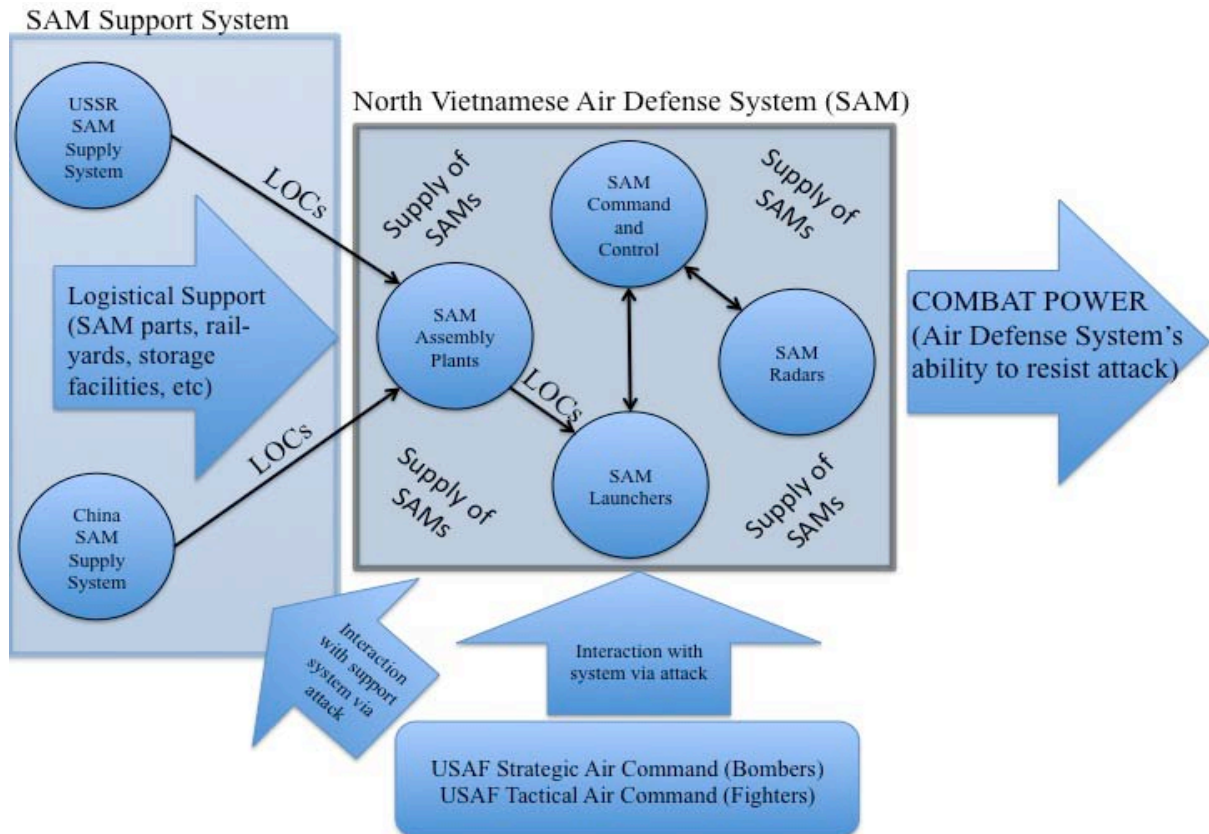 SAM Support System
USSR
SAM
Supply
System
LOCs
Logistical Support
(SAM parts, rail-
yards, storage
facilities, etc)
LOCs
China
SAM
Supply
System
North Vietnamese Air Defense System (SAM)
Supply of
SAMs
SAM
Command
and
Control
Supply of
SAMs
SAM
Assembly
Plants
LOCs
SAM
Radars
Supply of
SAMs
SAM
Launchers
Supply of
SAMs
COMBAT POWER
(Air Defense System’s
ability to resist attack)
Interaction
with support
system via
attack
Interaction with
system via attack
USAF Strategic Air Command (Bombers)
USAF Tactical Air Command (Fighters)